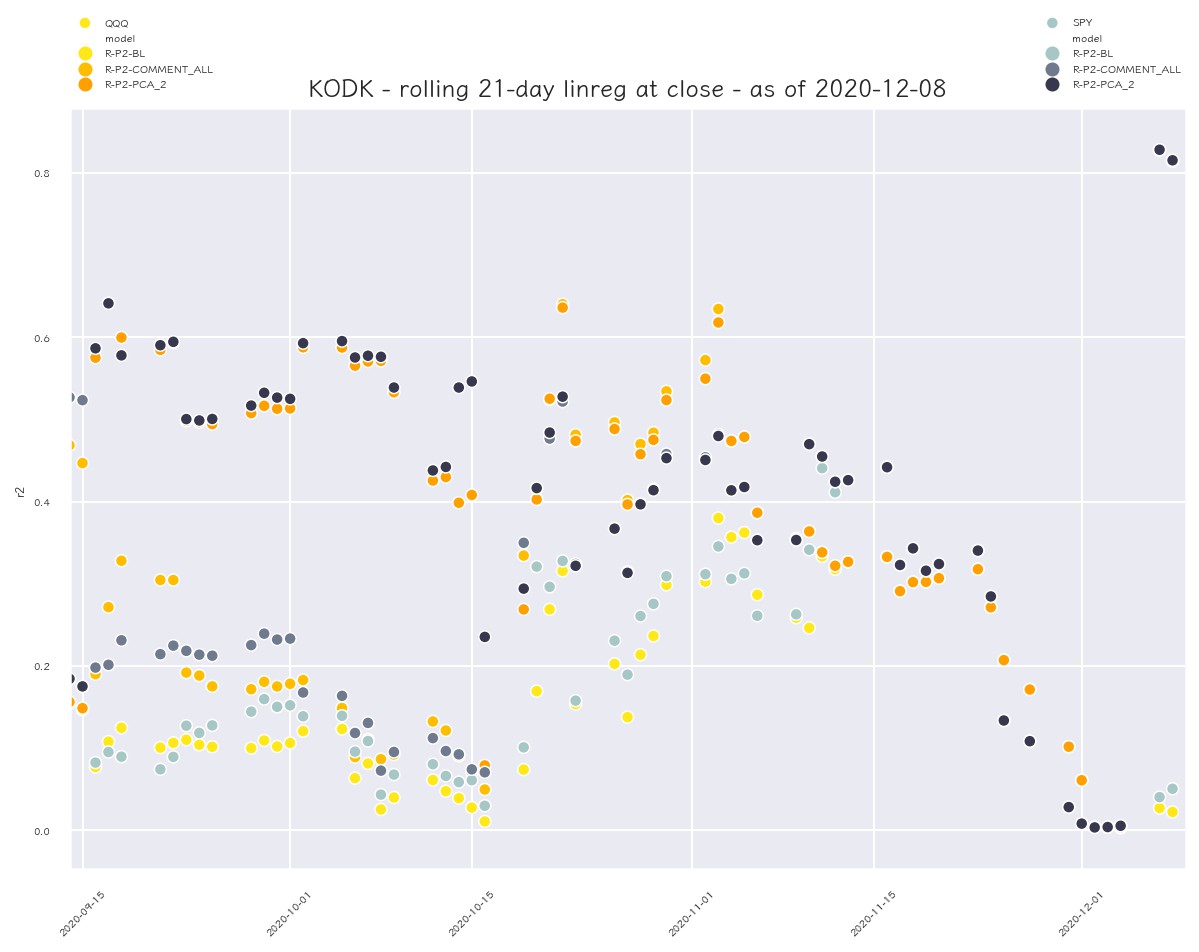 QQQ
model
R-P2-BL
R-P2-COMMENT_ALL
R-P2-PCA_2
SPY
model
R-P2-BL
R-P2-COMMENT_ALL
R-P2-PCA_2
KODK - rolling 21-day linreg at close - as of 2020-12-08
0.8
0.6
0.4
0.2
0.0
r2
2020-09-15
2020-10-01
2020-10-15
2020-11-01
2020-11-15
2020-12-01